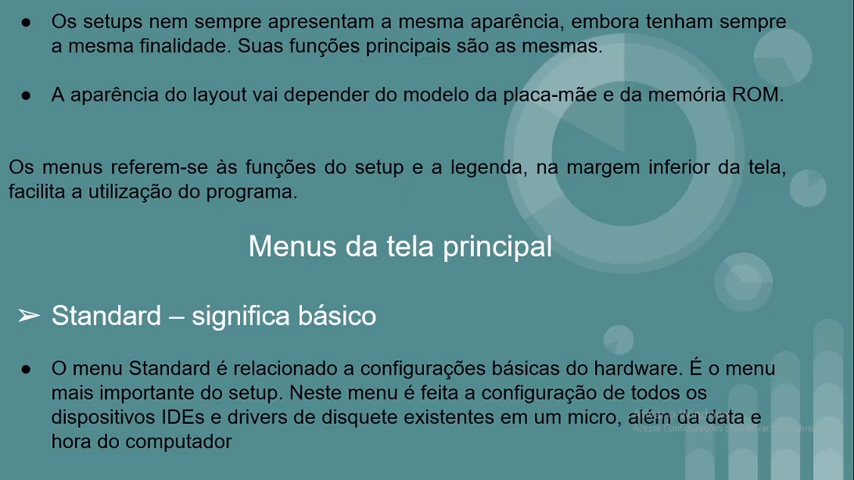 ● Os setups nem sempre apresentam a mesma aparência, embora tenham sempre
a mesma finalidade. Suas funções principais são as mesmas.
● A aparência do layout vai depender do modelo da placa-mãe e da memória ROM.
Os menus referem-se às funções do setup e a legenda, na margem inferior da tela,
facilita a utilização do programa.
Menus da tela principal
➢ Standard – significa básico
● O menu Standard é relacionado a configurações básicas do hardware. É o menu
mais importante do setup. Neste menu é feita a configuração de todos os
dispositivos IDEs e drivers de disquete existentes em um micro, além da data e
hora do computador